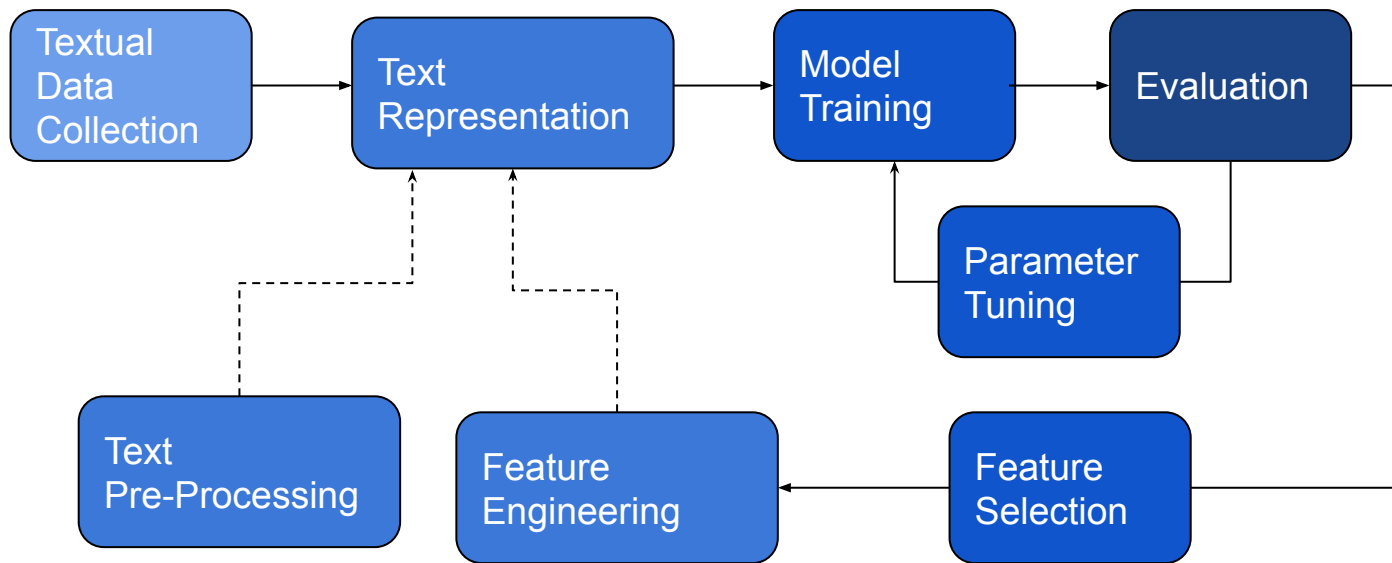 Textual
Data
Collection
Text
Representation
Model
Training
Evaluation
Parameter
Tuning
Text
Pre-Processing
Feature
Engineering
Feature
Selection